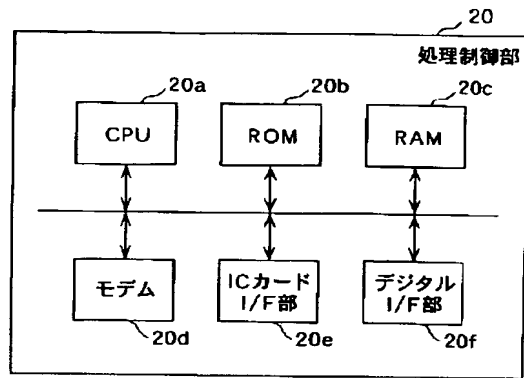 20
処理制御部
20a
20b
20c
CPU
ROM
RAM
モデム
ICカード
I/F部
デジタル
I/F部
20d
20e
20f